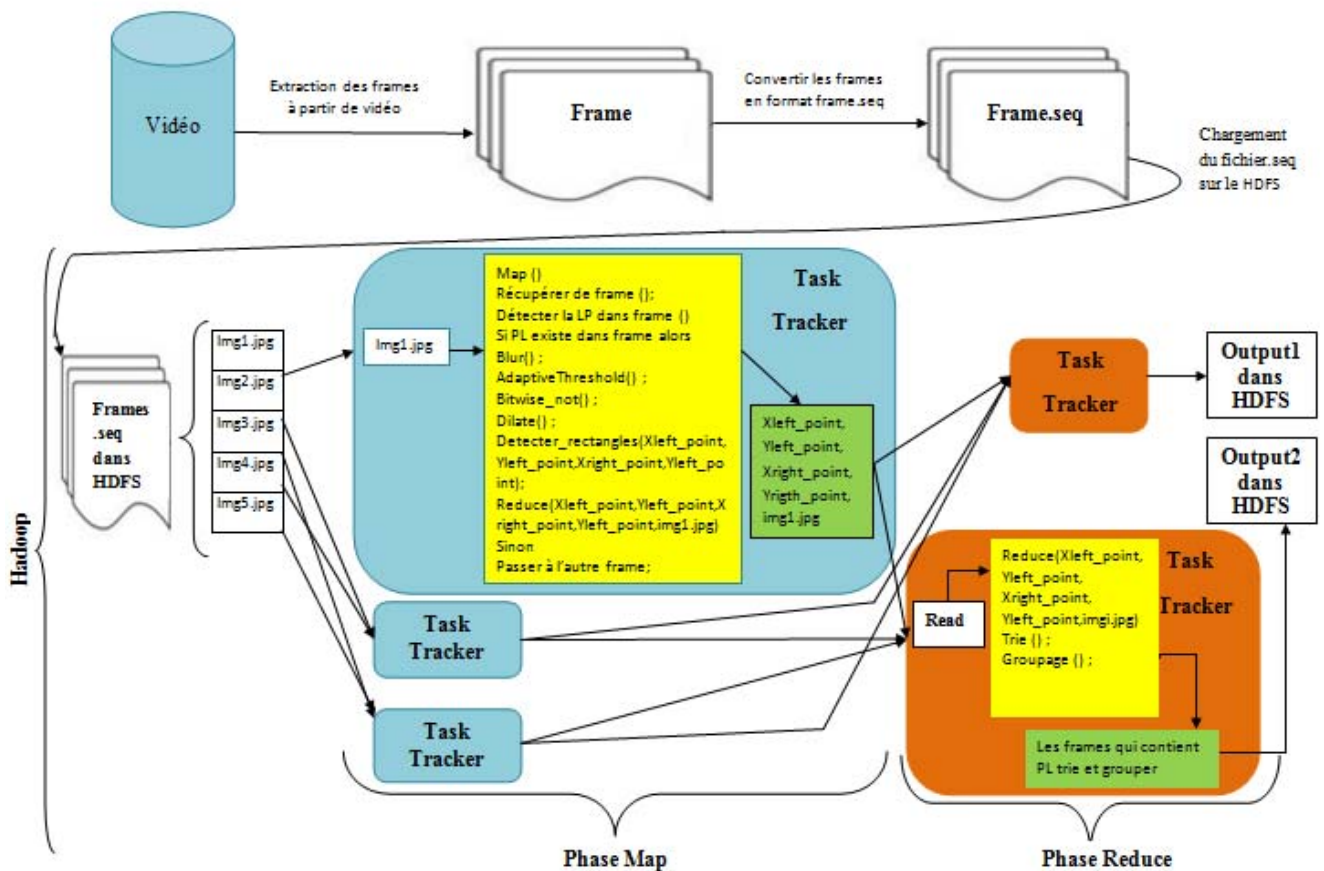 Vidéo
Extraction des frames
à partir de vidéo
Frame
Convertir les frames
en format frame.seq
Frame.seq
Chargement
du fichier.seq
sur le HDFS
Hadoop
Frames
.seq
dans
HDFS
Img1.jpg
Img2.jpg
Img3.jpg
Img4.jpg
Img5.jpg
Img1.jpg
Map ()
Récupérer de frame ();
Détecter la LP dans frame ()
Si PL existe dans frame alors
Blur() ;
AdaptiveThreshold() ;
Bitwise_not() ;
Dilate() ;
Detecter_rectangles(Xleft_point,
Yleft_point,Xright_point,Yleft_po
int);
Reduce(Xleft_point,Yleft_point,X
right_point,Yleft_point,img1.jpg)
Sinon
Passer à l'autre frame;
Task
Tracker
Xleft_point,
Yleft_point,
Xright_point,
Yrigth_point,
img1.jpg
Task
Tracker
Task
Tracker
Phase Map
Task
Tracker
Output1
dans
HDFS
Output2
dans
HDFS
Read
Reduce(Xleft_point,
Yleft_point,
Xright_point,
Yleft_point,imgi.jpg)
Trie () ;
Groupage () ;
Task
Tracker
Les frames qui contient
PL trie et grouper
Phase Reduce